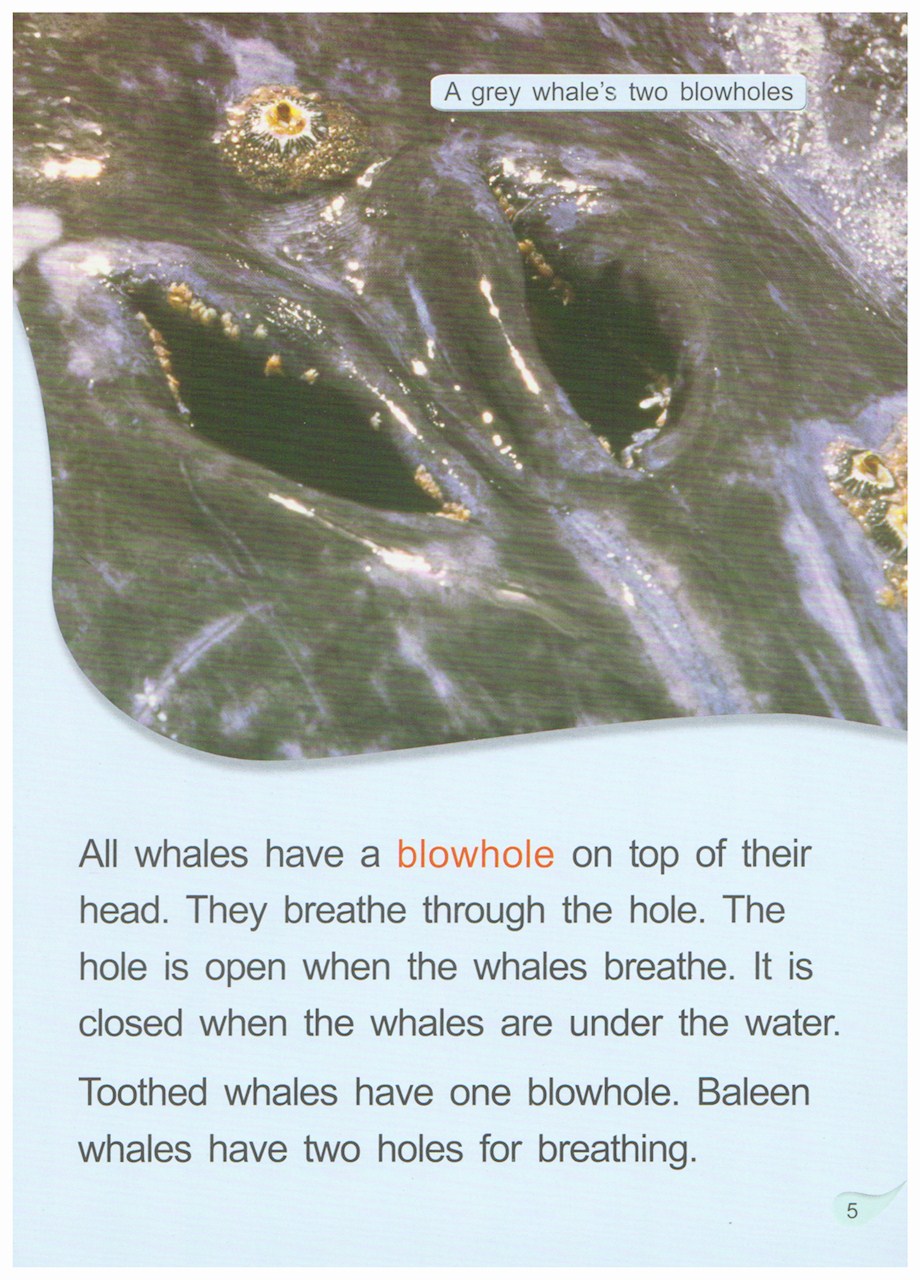 A grey whale's two blowholes
All whales have a blowhole on top of their
head. They breathe through the hole. The
hole is open when the whales breathe. It is
closed when the whales are under the water.
Toothed whales have one blowhole. Baleen
whales have two holes for breathing.
5